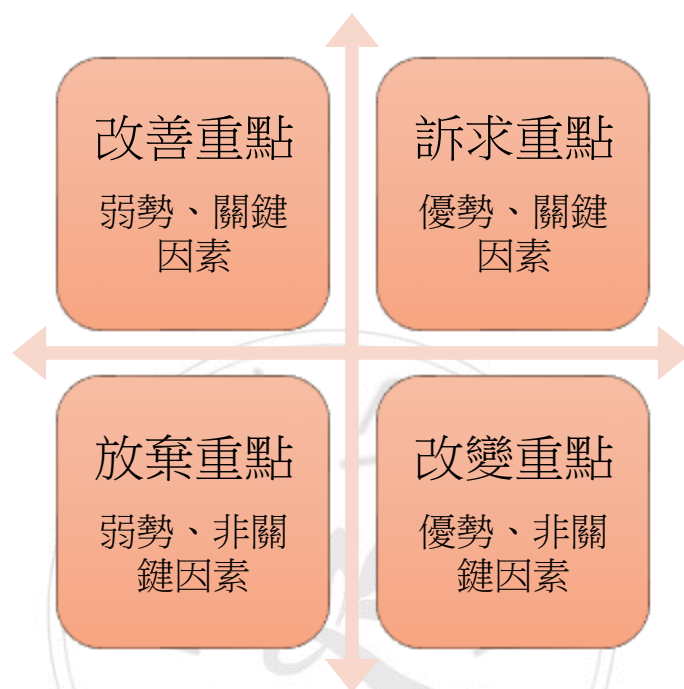 改善重點
弱勢、關鍵
因素
訴求重點
優勢、關鍵
因素
放棄重點
弱勢、非關
鍵因素
改變重點
優勢、非關
鍵因素